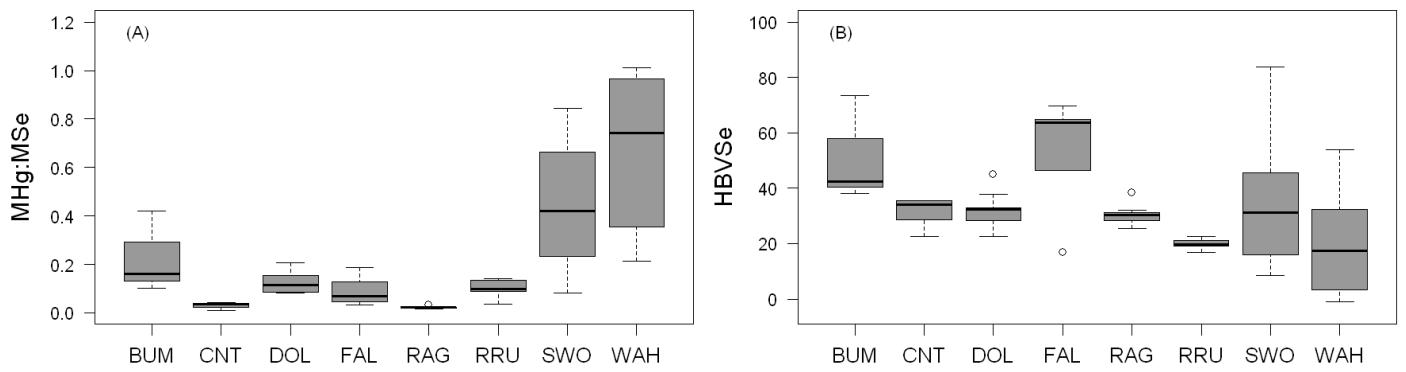 (A)
MHg:MSe
1.2
1.0
0.8
0.6
0.4
0.2
0.0
BUM CNT DOL FAL RAG RRU SWO WAH
(B)
HBVSe
100
80
60
40
20
0
BUM CNT DOL FAL RAG RRU SWO WAH